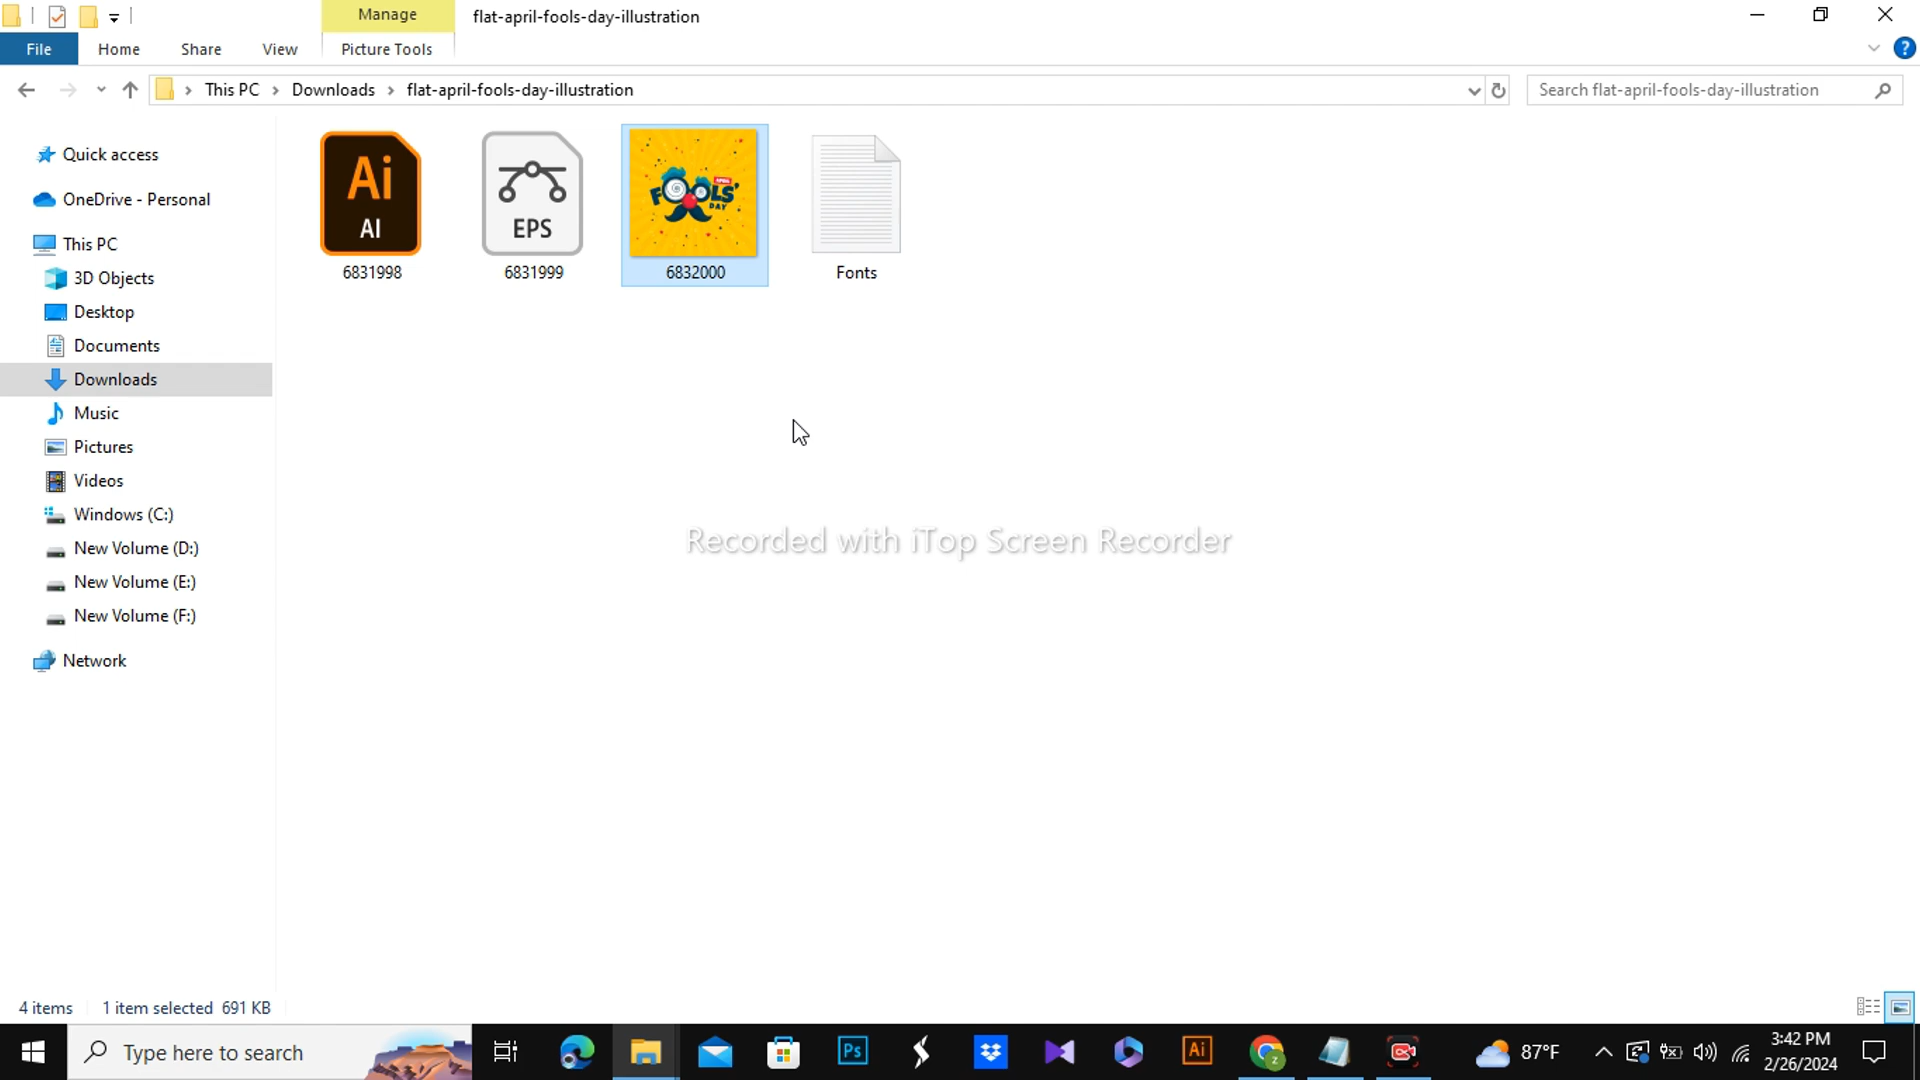 Manage
flat-april-fools-day-illustration
File
Home
Share
View
Picture Tools
This PC
Downloads
flat-april-fools-day-illustration
Search flat-april-fools-day-illustration
Quick access
OneDrive - Personal
This PC
3D Objects
Desktop
Documents
Downloads
Music
Pictures
Videos
Windows (C:)
New Volume (D:)
New Volume (E:)
New Volume (F:)
Network
Ai
AI
6831998
EPS
6831999
FOOLS'
DAY
6832000
Fonts
Recorded with iTop Screen Recorder
4 items
1 item selected 691 KB
Type here to search
Ps
Ai
z
87°F
3:42 PM
2/26/2024